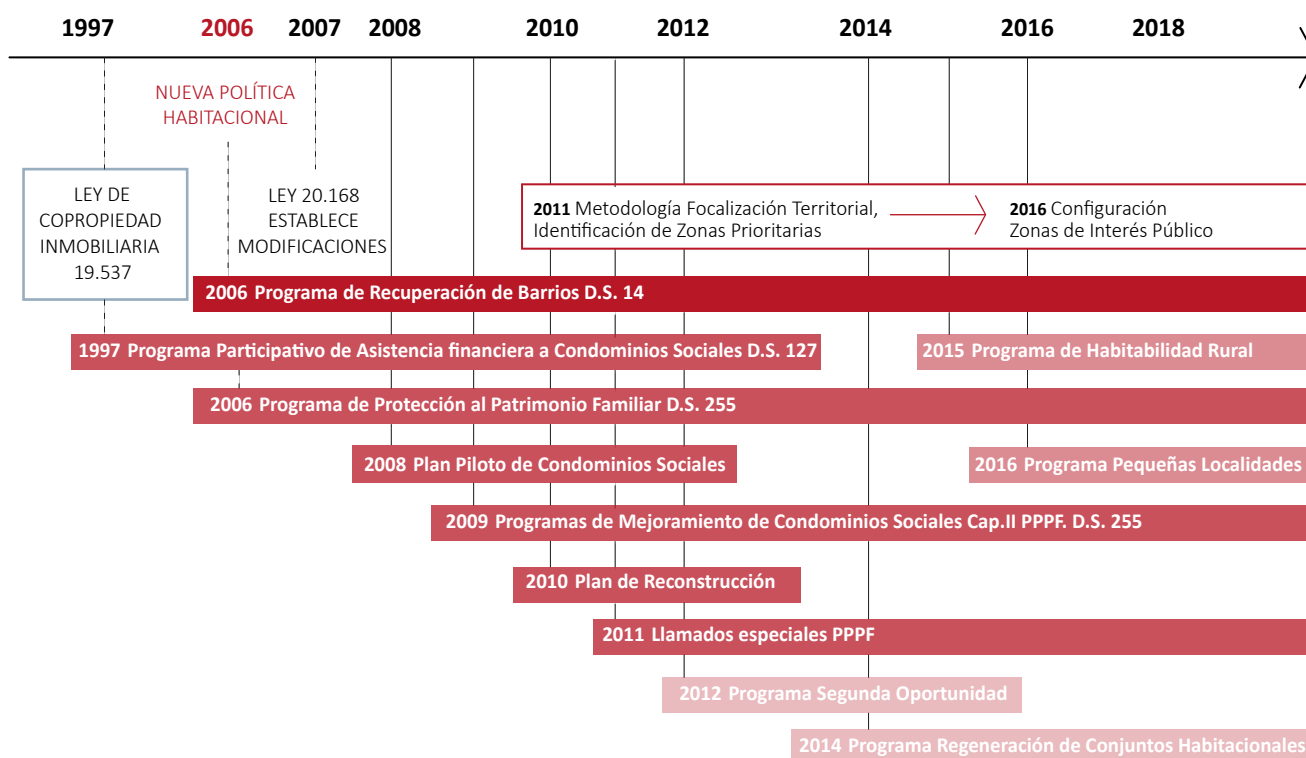 1997 2006 2007 2008 2010 2012 2014 2016 2018
NUEVA POLÍTICA
HABITACIONAL
LEY DE
COPROPIEDAD
INMOBILIARIA
19.537
LEY 20.168
ESTABLECE
MODIFICACIONES
2011 Metodología Focalización Territorial,
Identificación de Zonas Prioritarias
2016 Configuración
Zonas de Interés Público
2006 Programa de Recuperación de Barrios D.S. 14
1997 Programa Participativo de Asistencia financiera a Condominios Sociales D.S. 127
2015 Programa de Habitabilidad Rural
2006 Programa de Protección al Patrimonio Familiar D.S. 255
2008 Plan Piloto de Condominios Sociales
2016 Programa Pequeñas Localidades
2009 Programas de Mejoramiento de Condominios Sociales Cap.II PPPF. D.S. 255
2010 Plan de Reconstrucción
2011 Llamados especiales PPPF
2012 Programa Segunda Oportunidad
2014 Programa Regeneración de Conjuntos Habitacionales